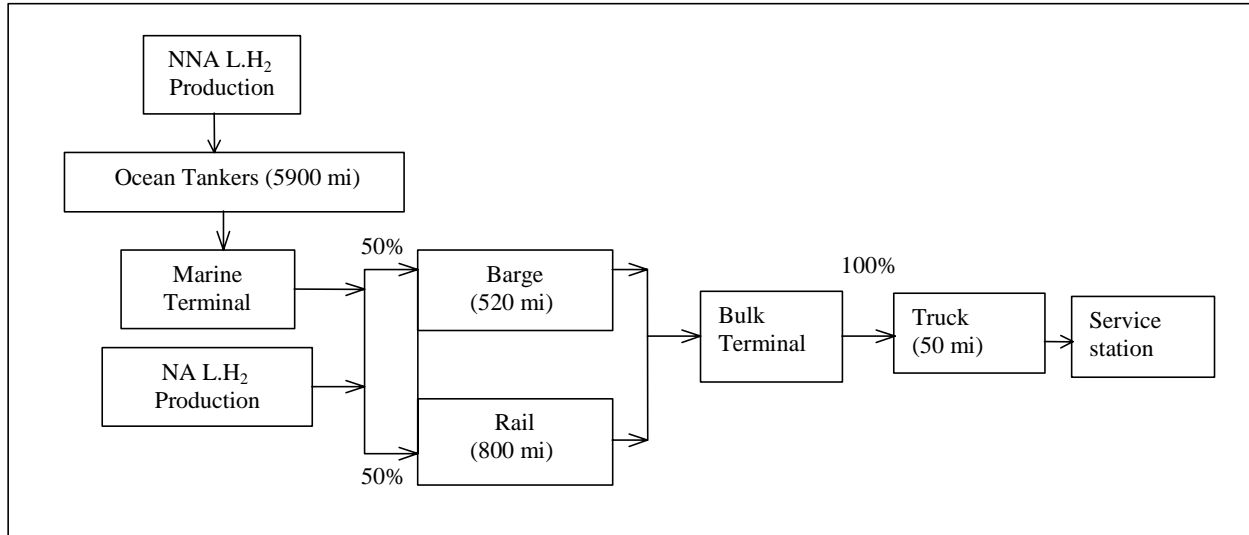 NNA L.H₂
Production
Ocean Tankers (5900 mi)
Marine
Terminal
NA L.H₂
Production
50%
Barge
(520 mi)
Rail
(800 mi)
50%
Bulk
Terminal
100%
Truck
(50 mi)
Service
station